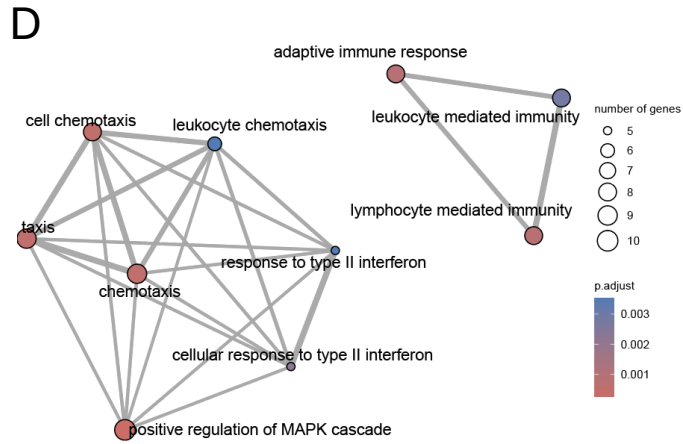 D
adaptive immune response
cell chemotaxis
leukocyte chemotaxis
leukocyte mediated immunity
taxis
lymphocyte mediated immunity
response to type II interferon
chemotaxis
cellular response to type II interferon
positive regulation of MAPK cascade
number of genes
5
6
7
8
9
10
p.adjust
0.003
0.002
0.001